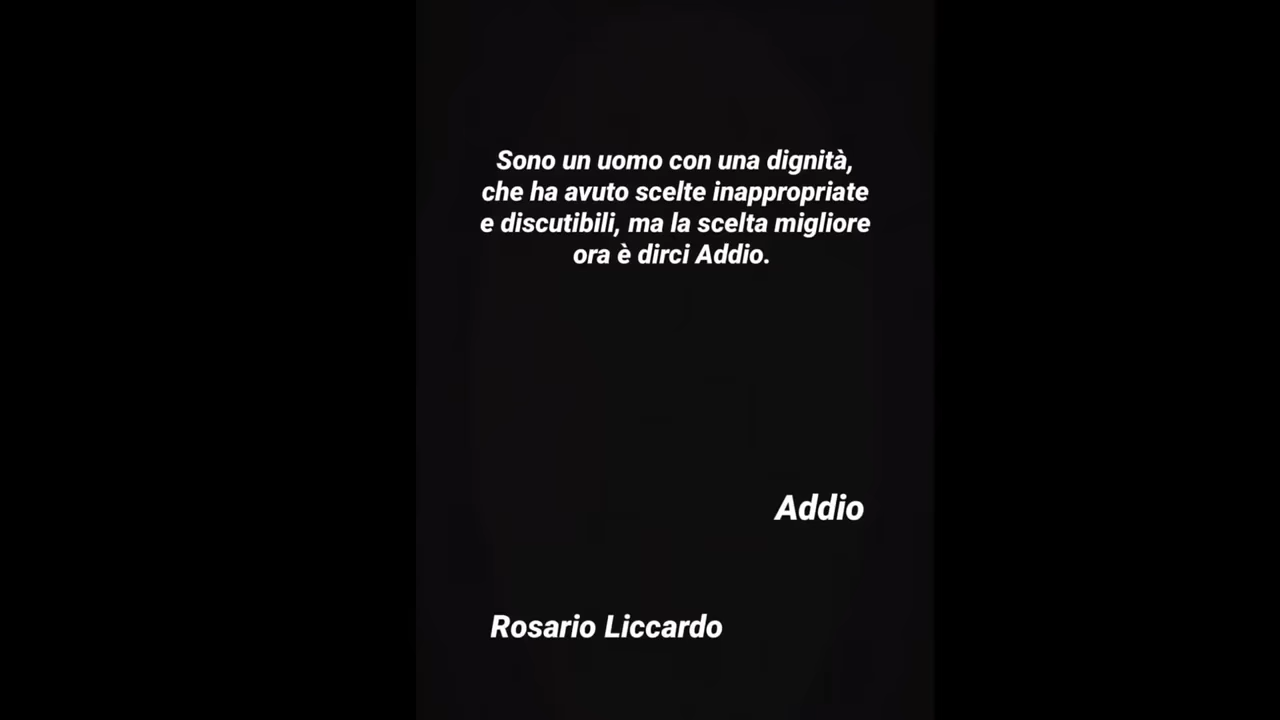 Sono un uomo con una dignità,
che ha avuto scelte inappropriate
e discutibili, ma la scelta migliore
ora è dirci Addio.
Addio
Rosario Liccardo